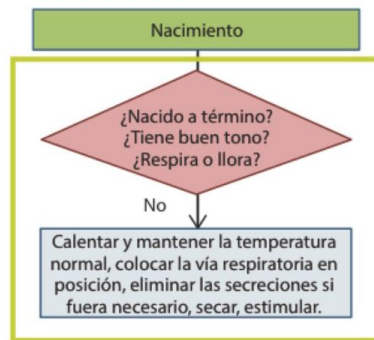 Nacimiento
¿Nacido a término?
¿Tiene buen tono?
¿Respira o llora?
No
Calentar y mantener la temperatura
normal, colocar la vía respiratoria en
posición, eliminar las secreciones si
fuera necesario, secar, estimular.